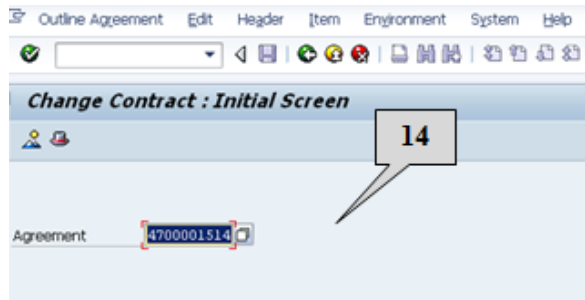 Outline Agreement Edit Header Item Environment System Help
Change Contract : Initial Screen
14
Agreement 4700001514